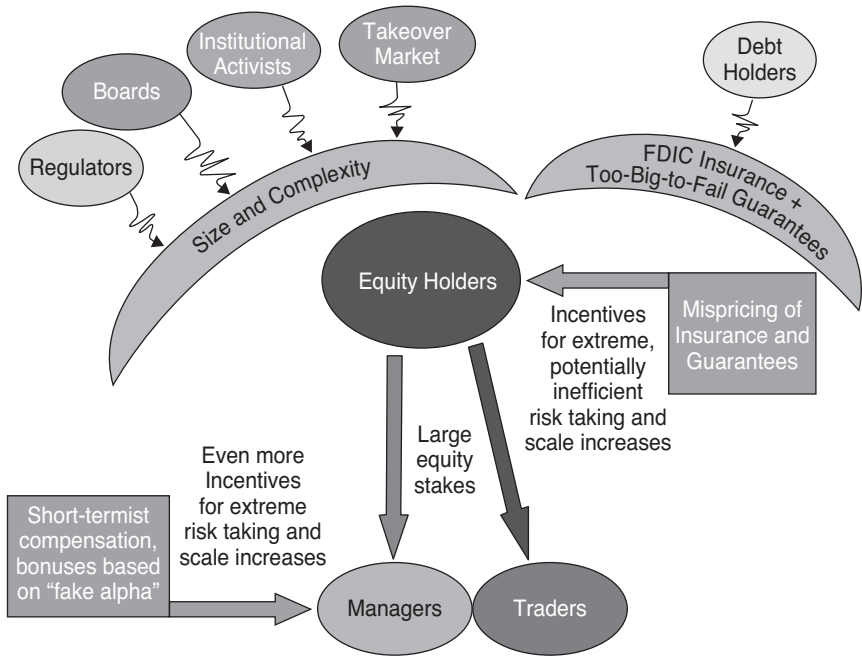 Institutional
Activists
Takeover
Market
Debt
Holders
Boards
Regulators
Size and Complexity
FDIC Insurance +
Too-Big-to-Fail Guarantees
Equity Holders
Mispricing of
Insurance and
Guarantees
Incentives
for extreme,
potentially
inefficient
risk taking and
scale increases
Large
equity
stakes
Even more
Incentives
for extreme
risk taking and
scale increases
Short-termist
compensation,
bonuses based
on “fake alpha”
Managers
Traders